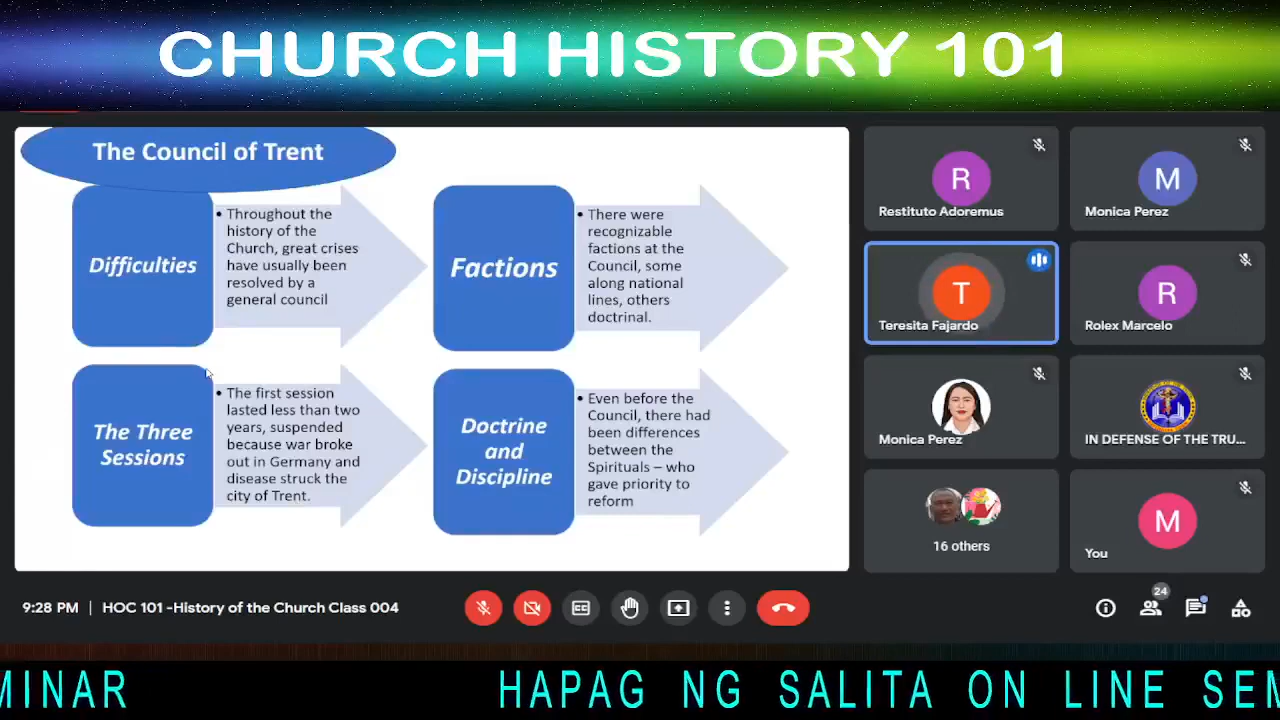 CHURCH HISTORY 101
The Council of Trent
Difficulties
• Throughout the
history of the
Church, great crises
have usually been
resolved by a
general council
Factions
• There were
recognizable
factions at the
Council, some
along national
lines, others
doctrinal.
The Three
Sessions
• The first session
lasted less than two
years, suspended
because war broke
out in Germany and
disease struck the
city of Trent.
Doctrine
and
Discipline
• Even before the
Council, there had
been differences
between the
Spirituals – who
gave priority to
reform
R
Restituto Adoremus
M
Monica Perez
T
Teresita Fajardo
R
Rolex Marcelo
Monica Perez
IN DEFENSE OF THE TRU...
16 others
M
You
9:28 PM | HOC 101 -History of the Church Class 004
CC
24
MINAR HAPAG NG SALITA ON LINE SEM